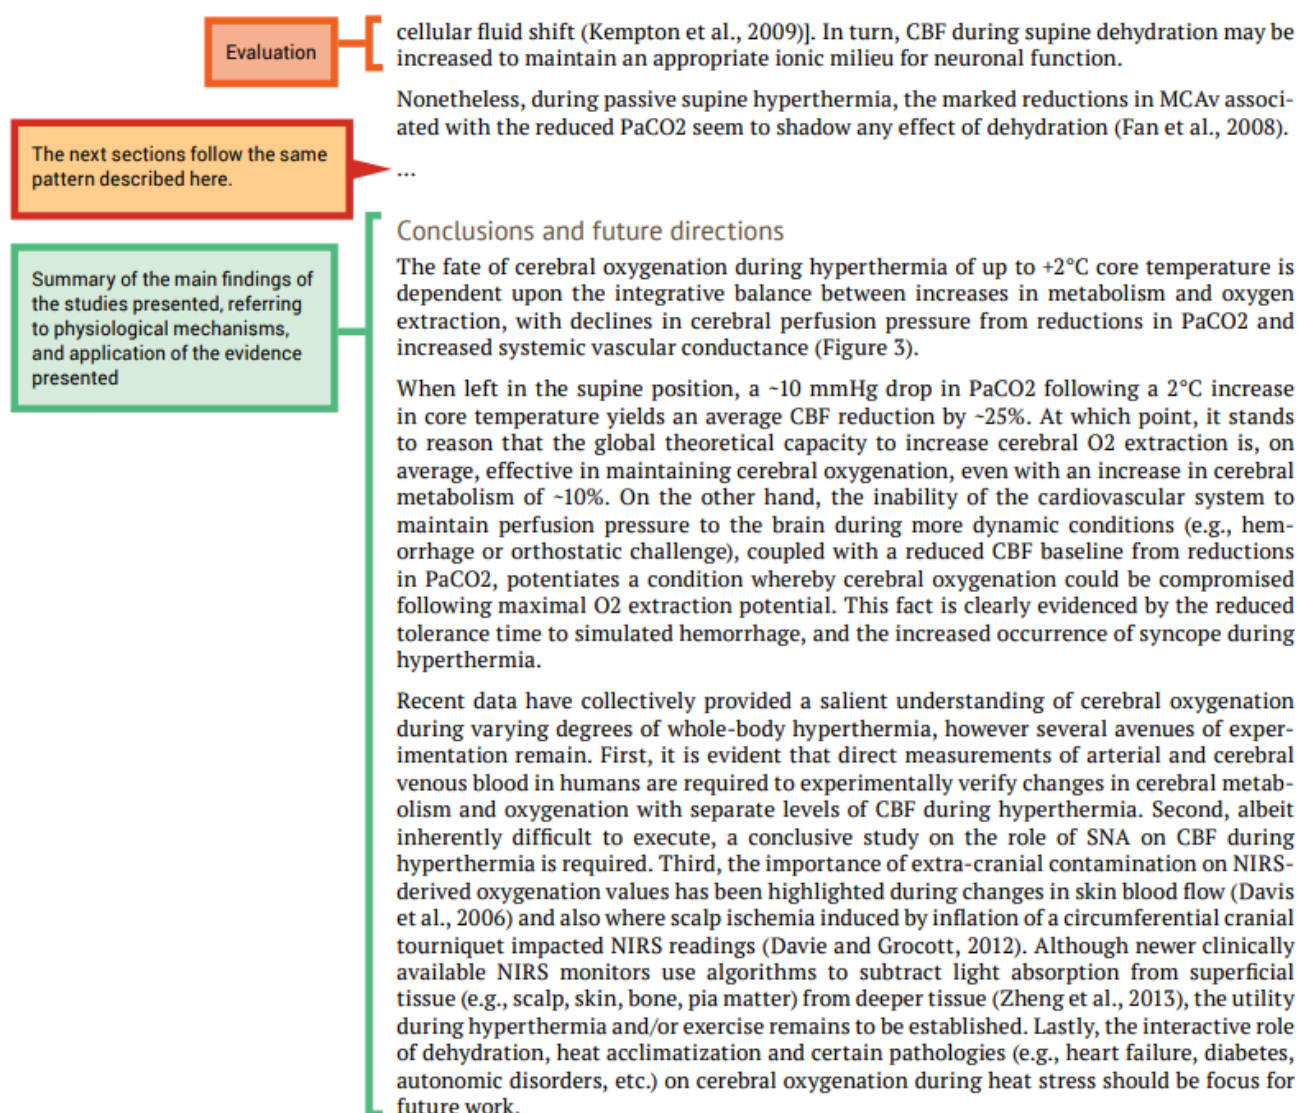 Evaluation
cellular fluid shift (Kempton et al., 2009)]. In turn, CBF during supine dehydration may be
increased to maintain an appropriate ionic milieu for neuronal function.
Nonetheless, during passive supine hyperthermia, the marked reductions in MCAv associ-
ated with the reduced PaCO2 seem to shadow any effect of dehydration (Fan et al., 2008).
The next sections follow the same
pattern described here.
...
Summary of the main findings of
the studies presented, referring
to physiological mechanisms,
and application of the evidence
presented
Conclusions and future directions
The fate of cerebral oxygenation during hyperthermia of up to +2°C core temperature is
dependent upon the integrative balance between increases in metabolism and oxygen
extraction, with declines in cerebral perfusion pressure from reductions in PaCO2 and
increased systemic vascular conductance (Figure 3).
When left in the supine position, a ~10 mmHg drop in PaCO2 following a 2°C increase
in core temperature yields an average CBF reduction by ~25%. At which point, it stands
to reason that the global theoretical capacity to increase cerebral O2 extraction is, on
average, effective in maintaining cerebral oxygenation, even with an increase in cerebral
metabolism of ~10%. On the other hand, the inability of the cardiovascular system to
maintain perfusion pressure to the brain during more dynamic conditions (e.g., hem-
orrhage or orthostatic challenge), coupled with a reduced CBF baseline from reductions
in PaCO2, potentiates a condition whereby cerebral oxygenation could be compromised
following maximal O2 extraction potential. This fact is clearly evidenced by the reduced
tolerance time to simulated hemorrhage, and the increased occurrence of syncope during
hyperthermia.
Recent data have collectively provided a salient understanding of cerebral oxygenation
during varying degrees of whole-body hyperthermia, however several avenues of exper-
imentation remain. First, it is evident that direct measurements of arterial and cerebral
venous blood in humans are required to experimentally verify changes in cerebral metab-
olism and oxygenation with separate levels of CBF during hyperthermia. Second, albeit
inherently difficult to execute, a conclusive study on the role of SNA on CBF during
hyperthermia is required. Third, the importance of extra-cranial contamination on NIRS-
derived oxygenation values has been highlighted during changes in skin blood flow (Davis
et al., 2006) and also where scalp ischemia induced by inflation of a circumferential cranial
tourniquet impacted NIRS readings (Davie and Grocott, 2012). Although newer clinically
available NIRS monitors use algorithms to subtract light absorption from superficial
tissue (e.g., scalp, skin, bone, pia matter) from deeper tissue (Zheng et al., 2013), the utility
during hyperthermia and/or exercise remains to be established. Lastly, the interactive role
of dehydration, heat acclimatization and certain pathologies (e.g., heart failure, diabetes,
autonomic disorders, etc.) on cerebral oxygenation during heat stress should be focus for
future work.